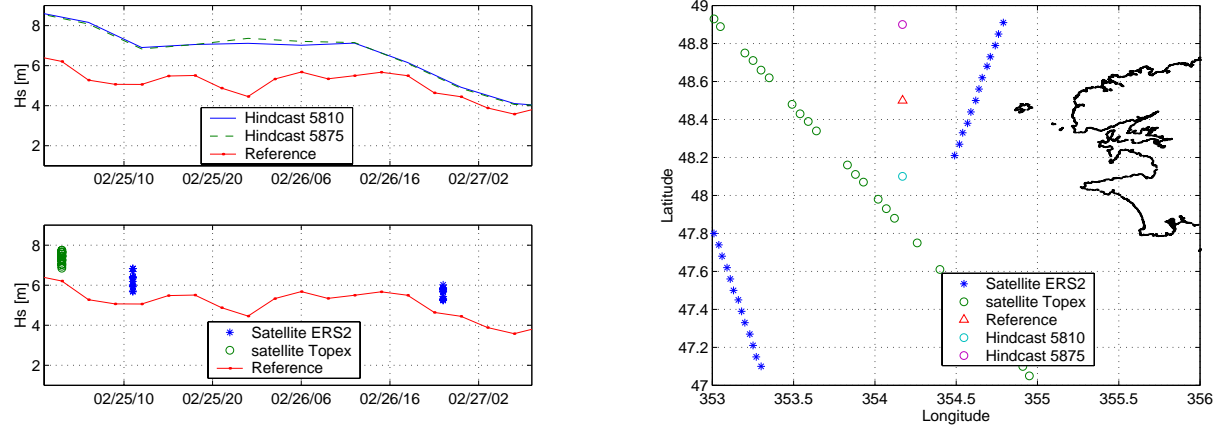 8
6
4
2
Hs [m]
Hindcast 5810
Hindcast 5875
Reference
02/25/10 02/25/20 02/26/06 02/26/16 02/27/02
8
6
4
2
Hs [m]
Satellite ERS2
satellite Topex
Reference
02/25/10 02/25/20 02/26/06 02/26/16 02/27/02
49
48.8
48.6
48.4
48.2
48
47.8
47.6
47.4
47.2
47
Latitude
Satellite ERS2
satellite Topex
Reference
Hindcast 5810
Hindcast 5875
353 353.5 354 354.5 355 355.5 356
Longitude